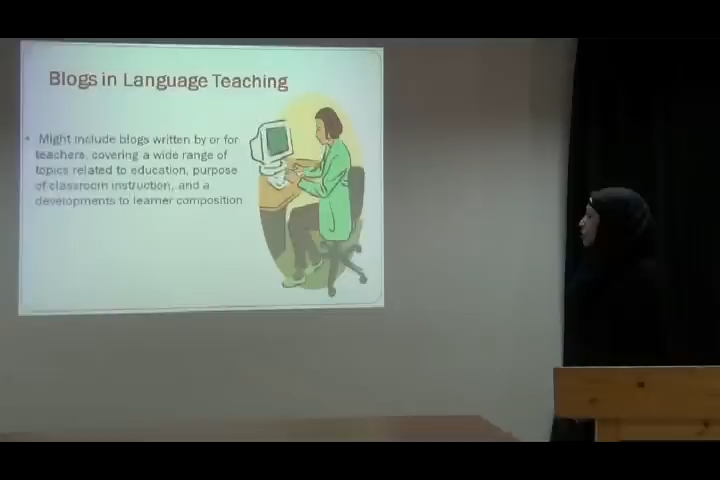 Blogs in Language Teaching
Might include blogs written by or for
teachers, covering a wide range of
topics related to education, purpose
of classroom instruction, and a
developments to learner composition